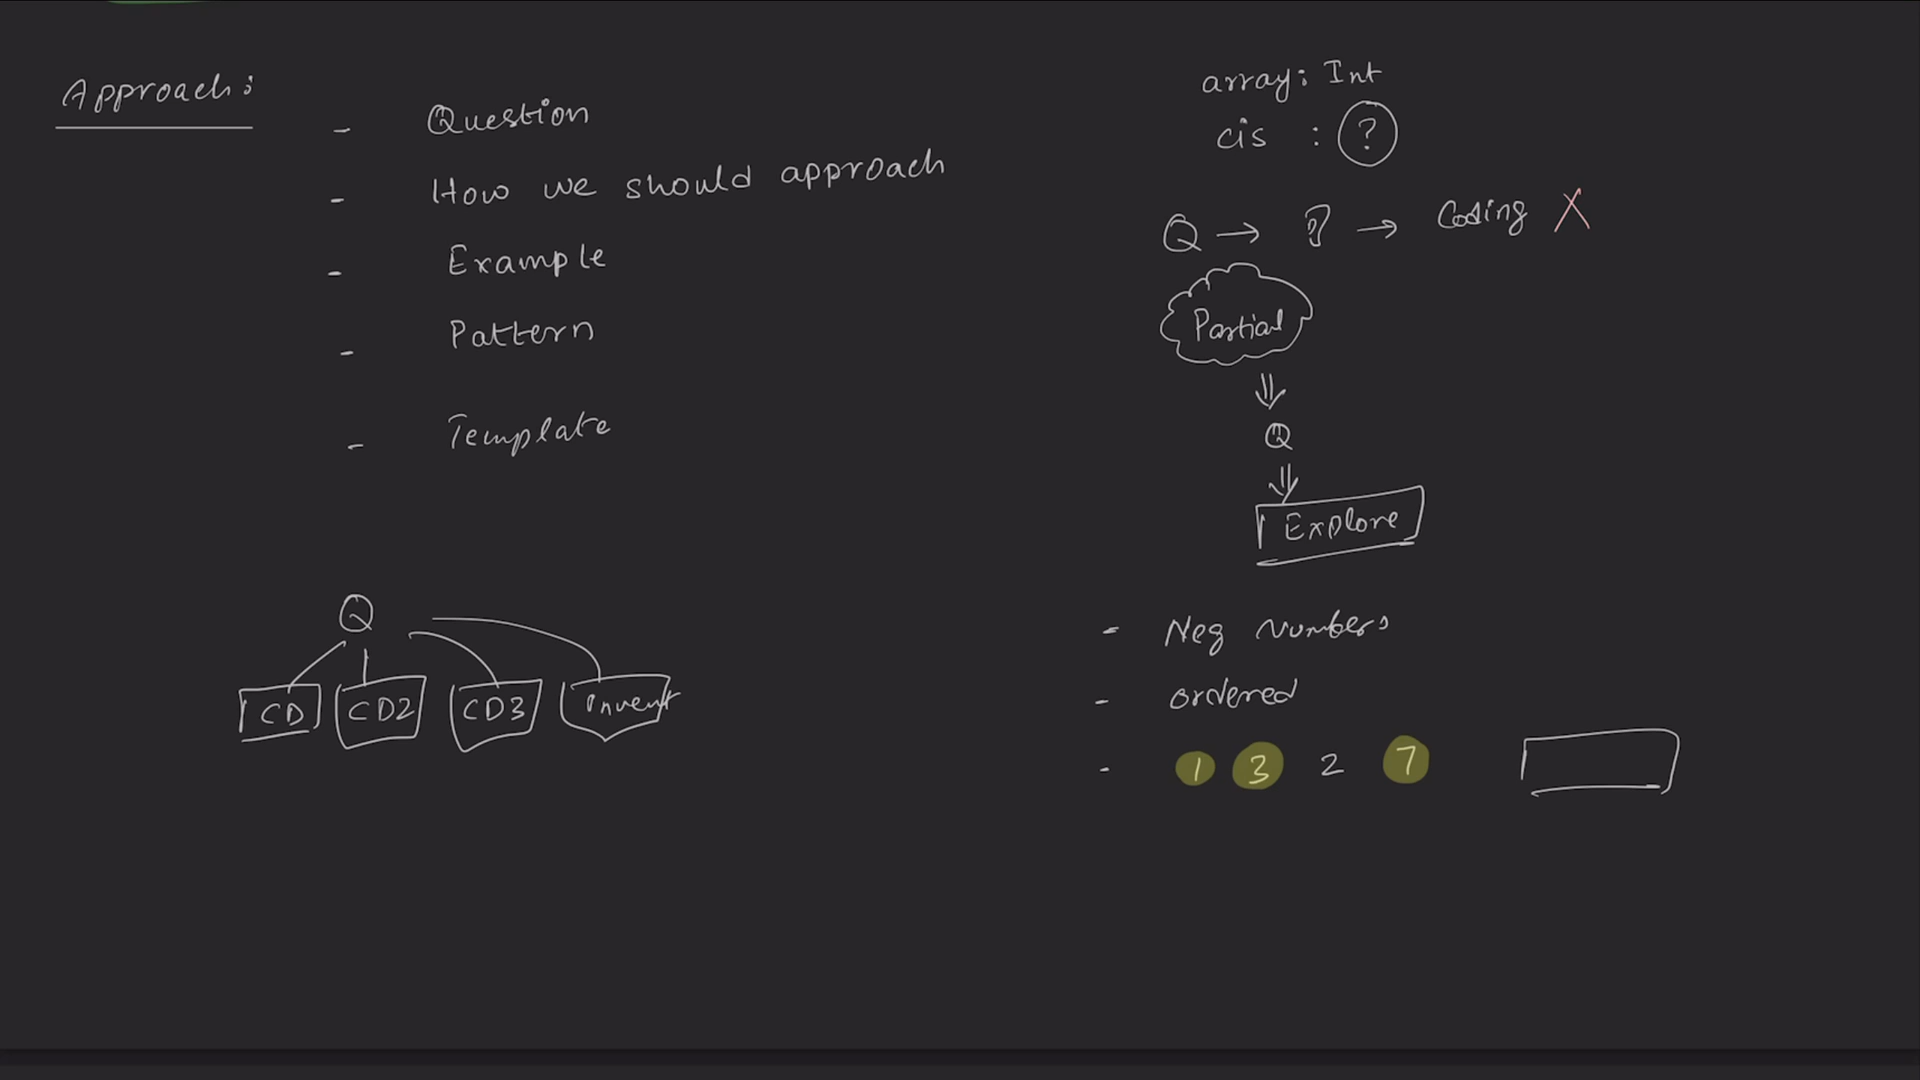 Approach:
- Question
- How we should approach
- Example
- Pattern
- Template
Q
CD CD2 CD3 Invent
array: Int
cis : ?
Q → ? → Coding X
Partial
⇓
Q
⇓
Explore
- Neg Numbers
- ordered
- 1 3 2 7